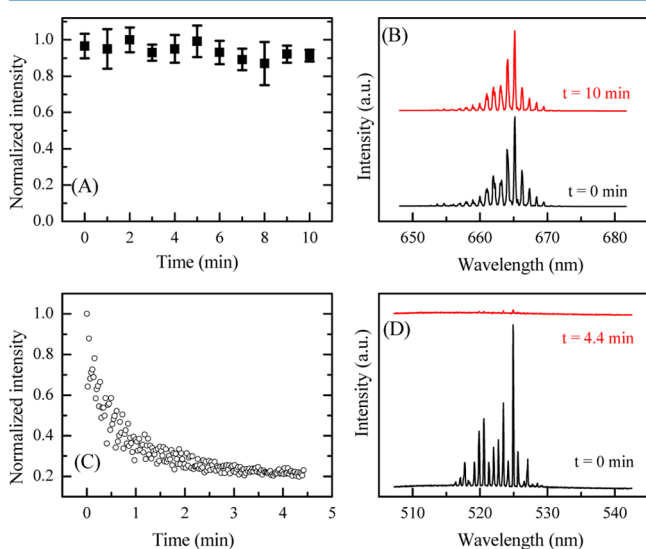 1.0
0.8
0.6
0.4
0.2
0.0
Normalized intensity
(A)
0 2 4 6 8 10
Time (min)
(B)
Intensity (a.u.)
t = 10 min
t = 0 min
650 660 670 680
Wavelength (nm)
1.0
0.8
0.6
0.4
0.2
Normalized intensity
(C)
0 1 2 3 4 5
Time (min)
(D)
Intensity (a.u.)
t = 4.4 min
t = 0 min
510 520 530 540
Wavelength (nm)